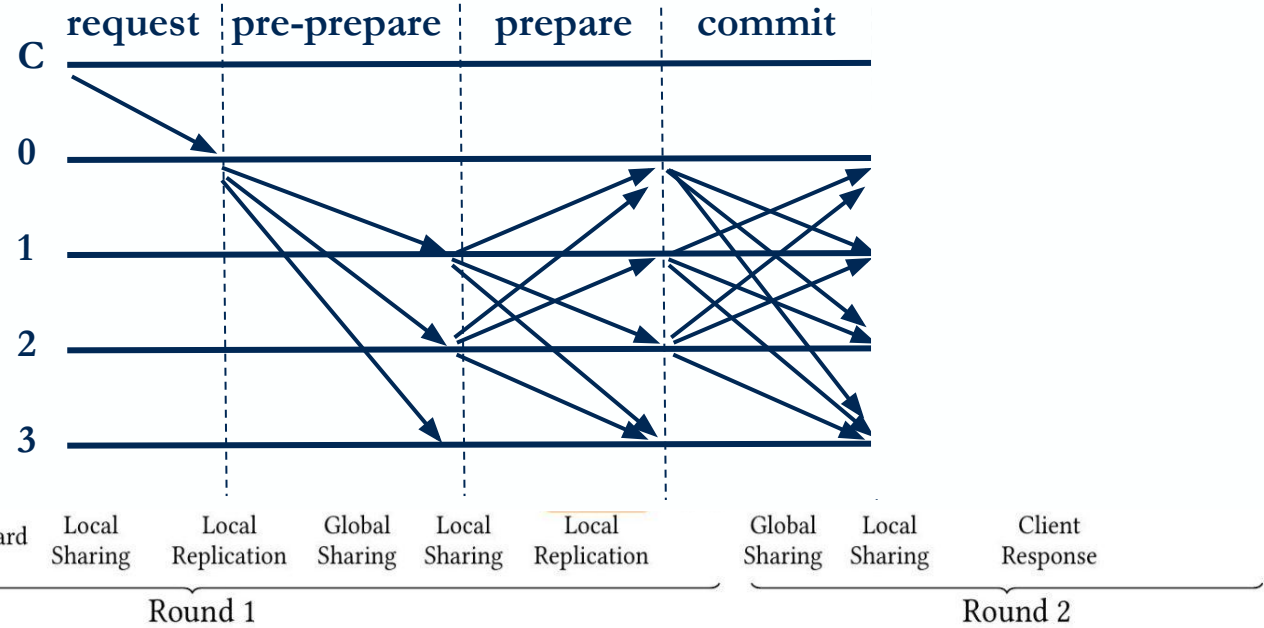 request pre-prepare prepare commit
C
0
1
2
3
ard Local Sharing
Local Replication
Global Sharing
Local Sharing
Local Replication
Global Sharing
Local Sharing
Client Response
Round 1 Round 2